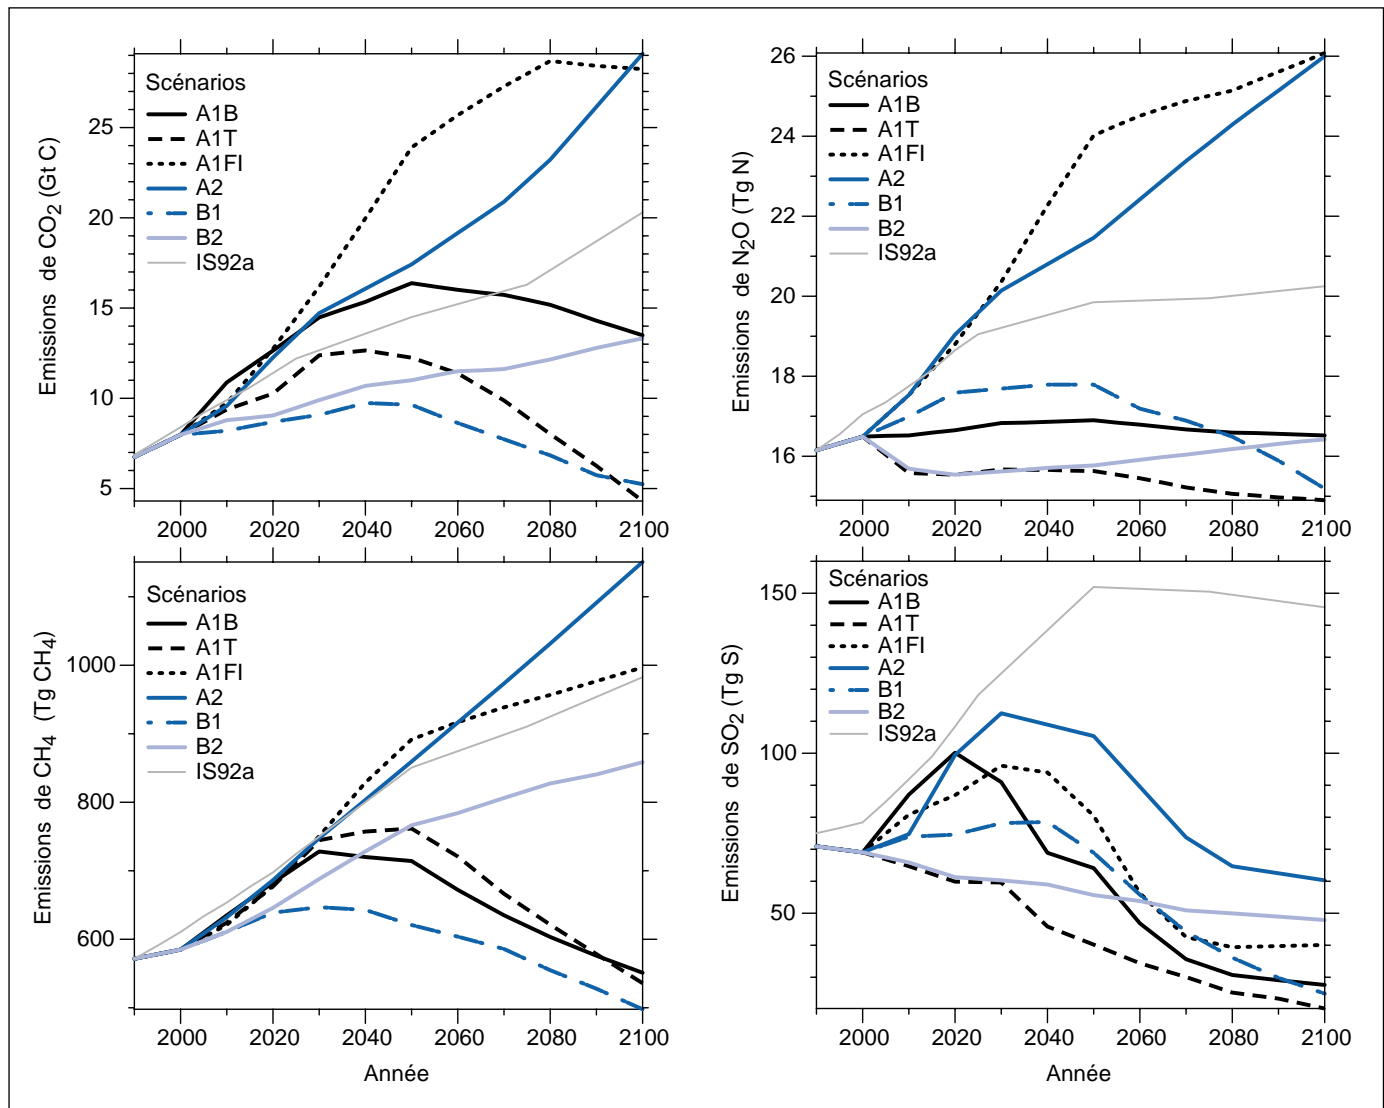 Emissions de CO2 (Gt C)
25
20
15
10
5
Scénarios
A1B
A1T
A1FI
A2
B1
B2
IS92a
2000 2020 2040 2060 2080 2100
Emissions de N2O (Tg N)
26
24
22
20
18
16
Scénarios
A1B
A1T
A1FI
A2
B1
B2
IS92a
2000 2020 2040 2060 2080 2100
Emissions de CH4 (Tg CH4)
1000
800
600
Scénarios
A1B
A1T
A1FI
A2
B1
B2
IS92a
2000 2020 2040 2060 2080 2100
Année
Emissions de SO2 (Tg S)
150
100
50
Scénarios
A1B
A1T
A1FI
A2
B1
B2
IS92a
2000 2020 2040 2060 2080 2100
Année